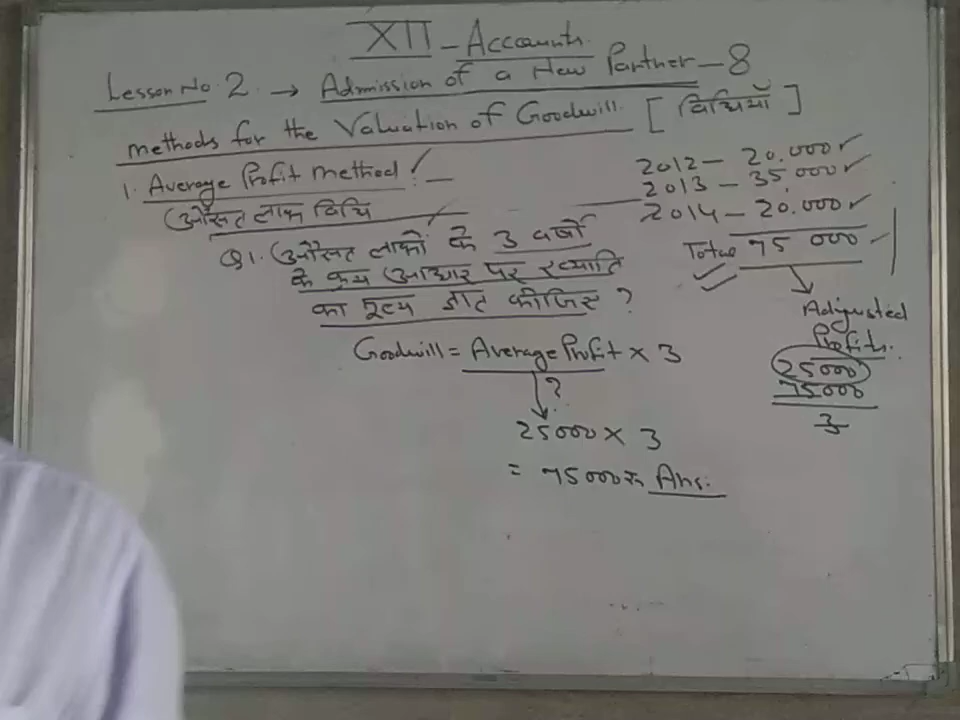 XII - Accounts
Lesson No. 2 → Admission of a New Partner - 8
methods for the Valuation of Goodwill. [विधियाँ]
1. Average Profit method! -
(औसत लाभ विधि
Q1. औसत लाभों के 3 वर्षों
के क्रय आधार पर ख्याति
का मूल्य ज्ञात कीजिए ?
Goodwill = Average Profit × 3
?
25000 × 3
= 75000 रु Ans.
2012 - 20.000 ✓
2013 - 35,000 ✓
2014 - 20.000 ✓
Total 75 000
Adjusted
Profits.
25000
75000
3